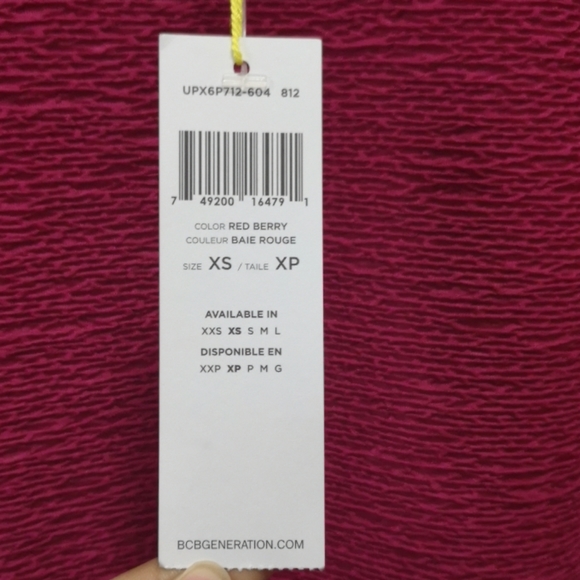 UPX6P712-604 812
7 49200 16479 1
COLOR RED BERRY
COULEUR BAIE ROUGE
SIZE XS / TAILE XP
AVAILABLE IN
XXS XS S M L
DISPONIBLE EN
XXP XP P M G
BCBGENERATION.COM